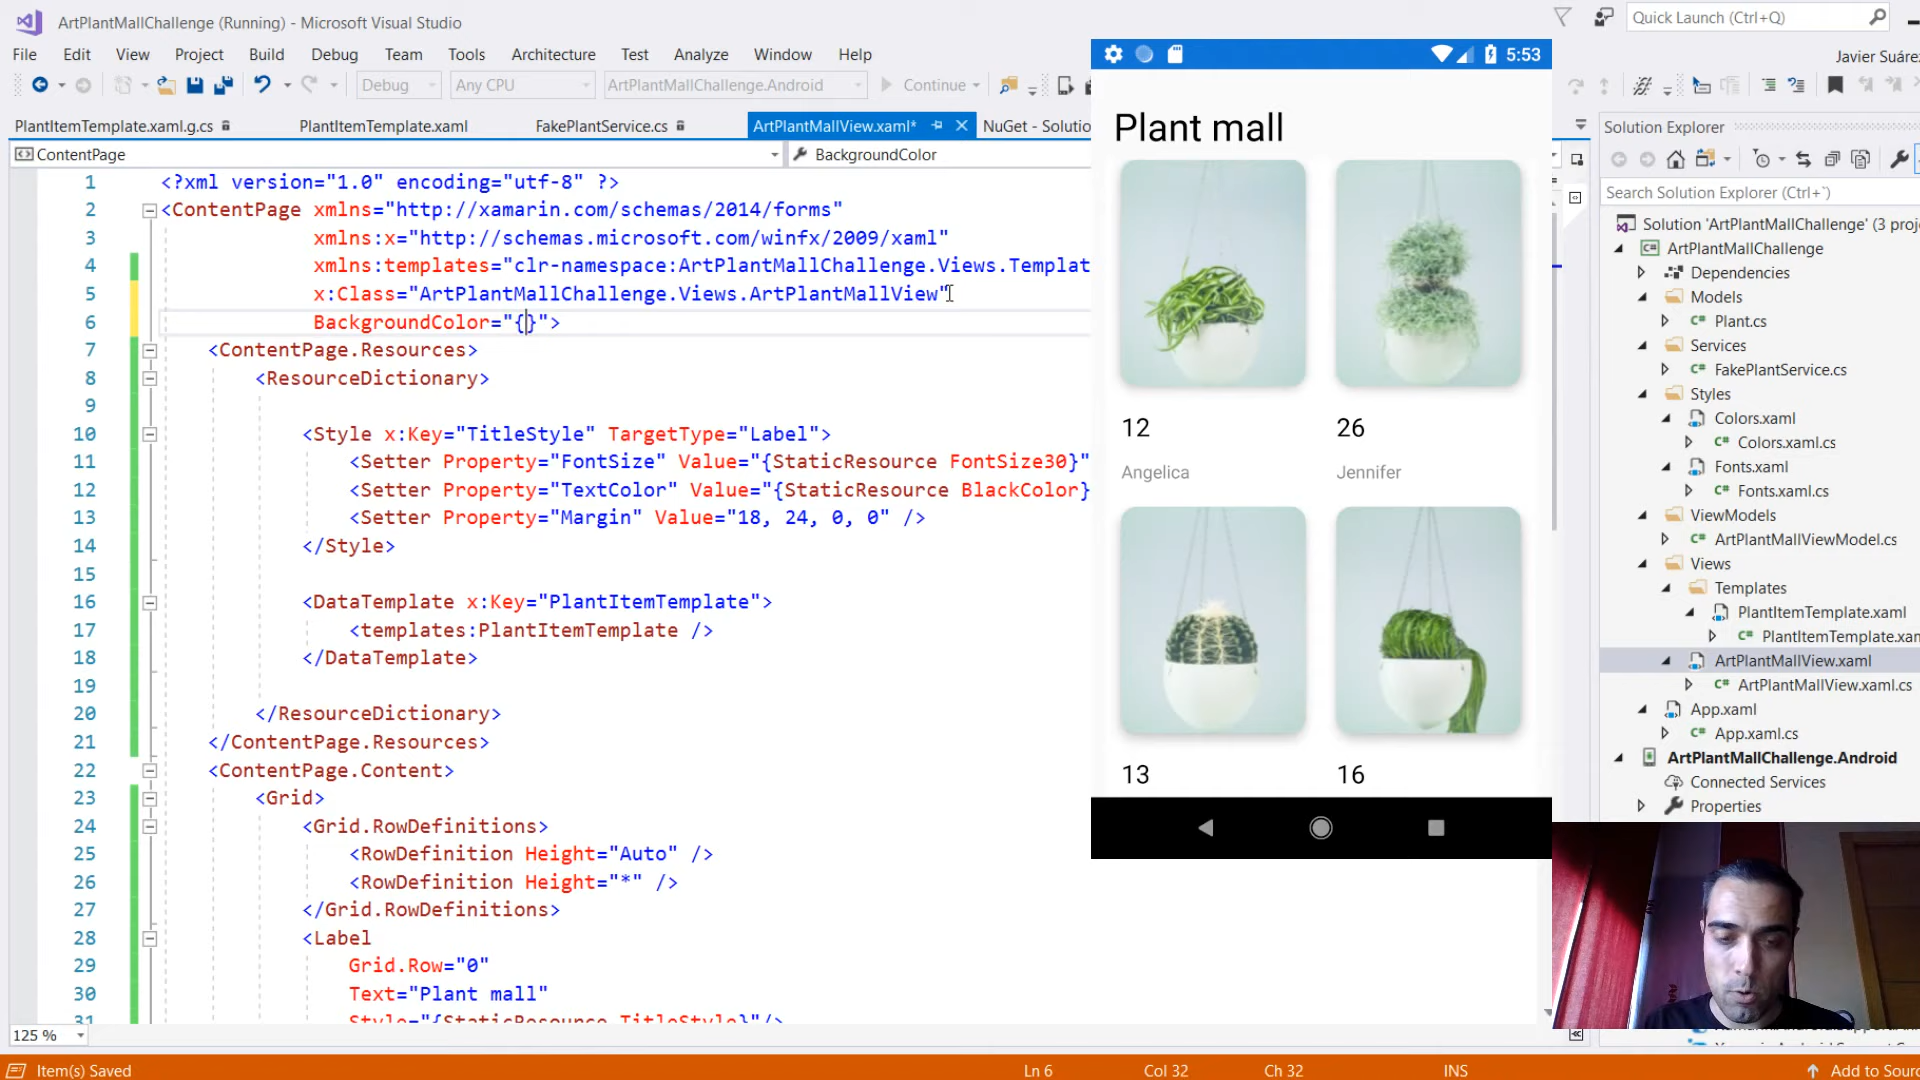 ArtPlantMallChallenge (Running) - Microsoft Visual Studio
Quick Launch (Ctrl+Q)
File Edit View Project Build Debug Team Tools Architecture Test Analyze Window Help
Javier Suáre
Debug Any CPU ArtPlantMallChallenge.Android Continue
PlantItemTemplate.xaml.g.cs PlantItemTemplate.xaml FakePlantService.cs ArtPlantMallView.xaml* NuGet - Solutio
ContentPage BackgroundColor
1 <?xml version="1.0" encoding="utf-8" ?>
2 <ContentPage xmlns="http://xamarin.com/schemas/2014/forms"
3 xmlns:x="http://schemas.microsoft.com/winfx/2009/xaml"
4 xmlns:templates="clr-namespace:ArtPlantMallChallenge.Views.Templat
5 x:Class="ArtPlantMallChallenge.Views.ArtPlantMallView"
6 BackgroundColor="{}">
7 <ContentPage.Resources>
8 <ResourceDictionary>
9
10 <Style x:Key="TitleStyle" TargetType="Label">
11 <Setter Property="FontSize" Value="{StaticResource FontSize30}"
12 <Setter Property="TextColor" Value="{StaticResource BlackColor}
13 <Setter Property="Margin" Value="18, 24, 0, 0" />
14 </Style>
15
16 <DataTemplate x:Key="PlantItemTemplate">
17 <templates:PlantItemTemplate />
18 </DataTemplate>
19
20 </ResourceDictionary>
21 </ContentPage.Resources>
22 <ContentPage.Content>
23 <Grid>
24 <Grid.RowDefinitions>
25 <RowDefinition Height="Auto" />
26 <RowDefinition Height="*" />
27 </Grid.RowDefinitions>
28 <Label
29 Grid.Row="0"
30 Text="Plant mall"
31 Style="{StaticResource TitleStyle}"/>
125 %
5:53
Plant mall
12 26
Angelica Jennifer
13 16
Solution Explorer
Search Solution Explorer (Ctrl+¨)
Solution 'ArtPlantMallChallenge' (3 proje
ArtPlantMallChallenge
Dependencies
Models
Plant.cs
Services
FakePlantService.cs
Styles
Colors.xaml
Colors.xaml.cs
Fonts.xaml
Fonts.xaml.cs
ViewModels
ArtPlantMallViewModel.cs
Views
Templates
PlantItemTemplate.xaml
PlantItemTemplate.xan
ArtPlantMallView.xaml
ArtPlantMallView.xaml.cs
App.xaml
App.xaml.cs
ArtPlantMallChallenge.Android
Connected Services
Properties
Item(s) Saved Ln 6 Col 32 Ch 32 INS Add to Sourc